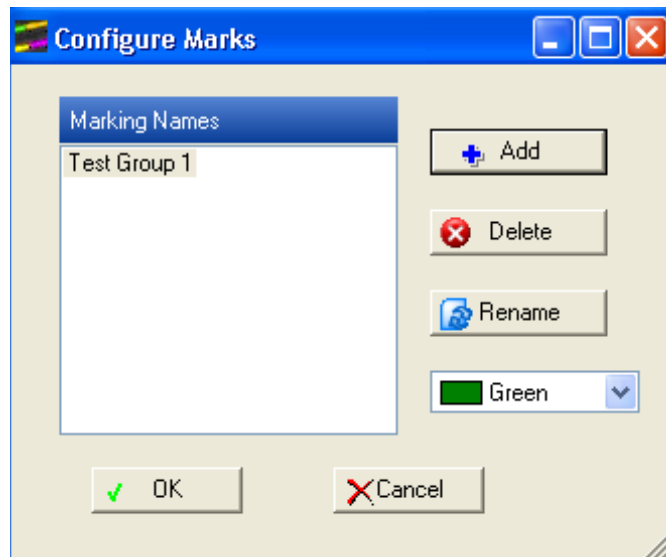 Configure Marks
Marking Names
Test Group 1
Add
Delete
Rename
Green
OK
Cancel